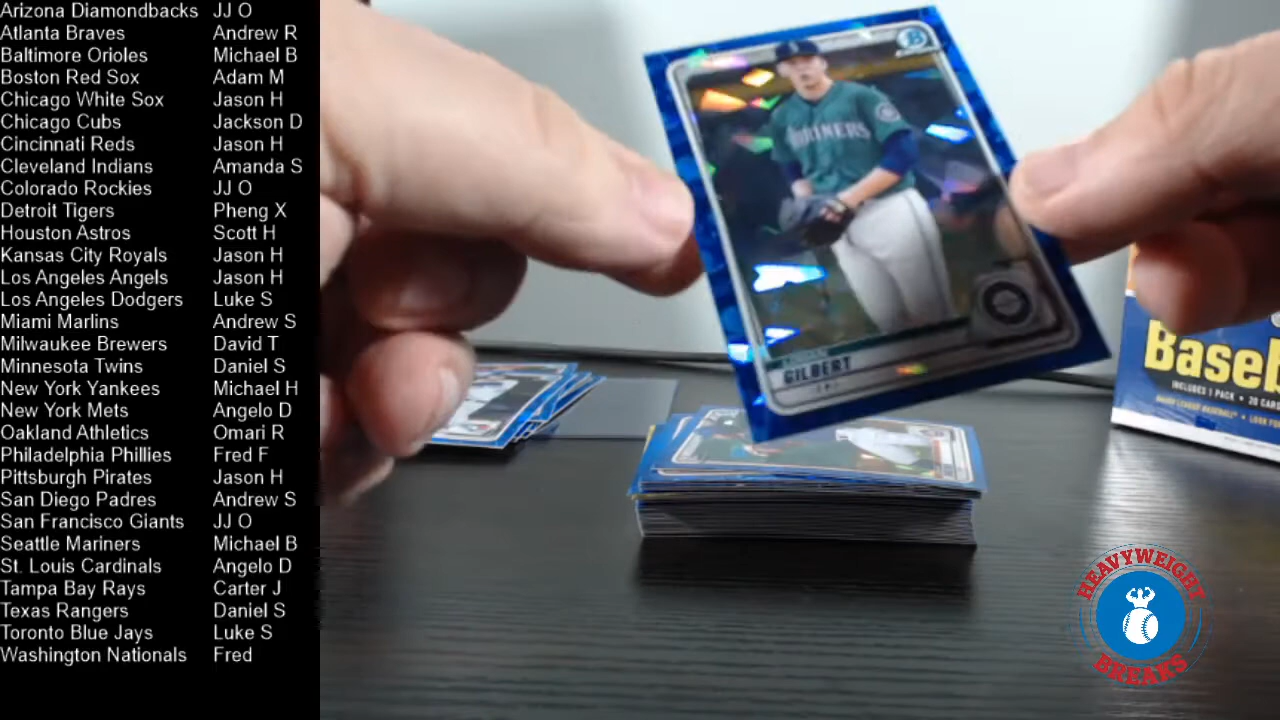 Arizona Diamondbacks JJ O
Atlanta Braves Andrew R
Baltimore Orioles Michael B
Boston Red Sox Adam M
Chicago White Sox Jason H
Chicago Cubs Jackson D
Cincinnati Reds Jason H
Cleveland Indians Amanda S
Colorado Rockies JJ O
Detroit Tigers Pheng X
Houston Astros Scott H
Kansas City Royals Jason H
Los Angeles Angels Jason H
Los Angeles Dodgers Luke S
Miami Marlins Andrew S
Milwaukee Brewers David T
Minnesota Twins Daniel S
New York Yankees Michael H
New York Mets Angelo D
Oakland Athletics Omari R
Philadelphia Phillies Fred F
Pittsburgh Pirates Jason H
San Diego Padres Andrew S
San Francisco Giants JJ O
Seattle Mariners Michael B
St. Louis Cardinals Angelo D
Tampa Bay Rays Carter J
Texas Rangers Daniel S
Toronto Blue Jays Luke S
Washington Nationals Fred
B
MARINERS
GILBERT
Baseb
INCLUDES 1 PACK • 20 CARDS
HEAVYWEIGHT
BREAKS